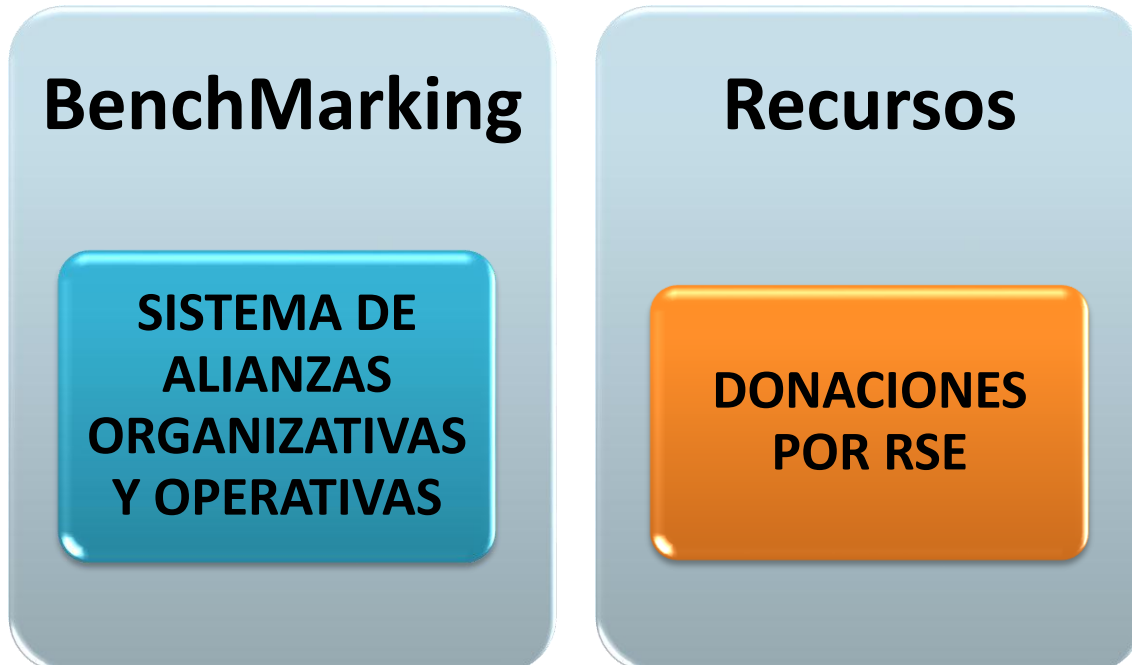 BenchMarking
SISTEMA DE
ALIANZAS
ORGANIZATIVAS
Y OPERATIVAS
Recursos
DONACIONES
POR RSE